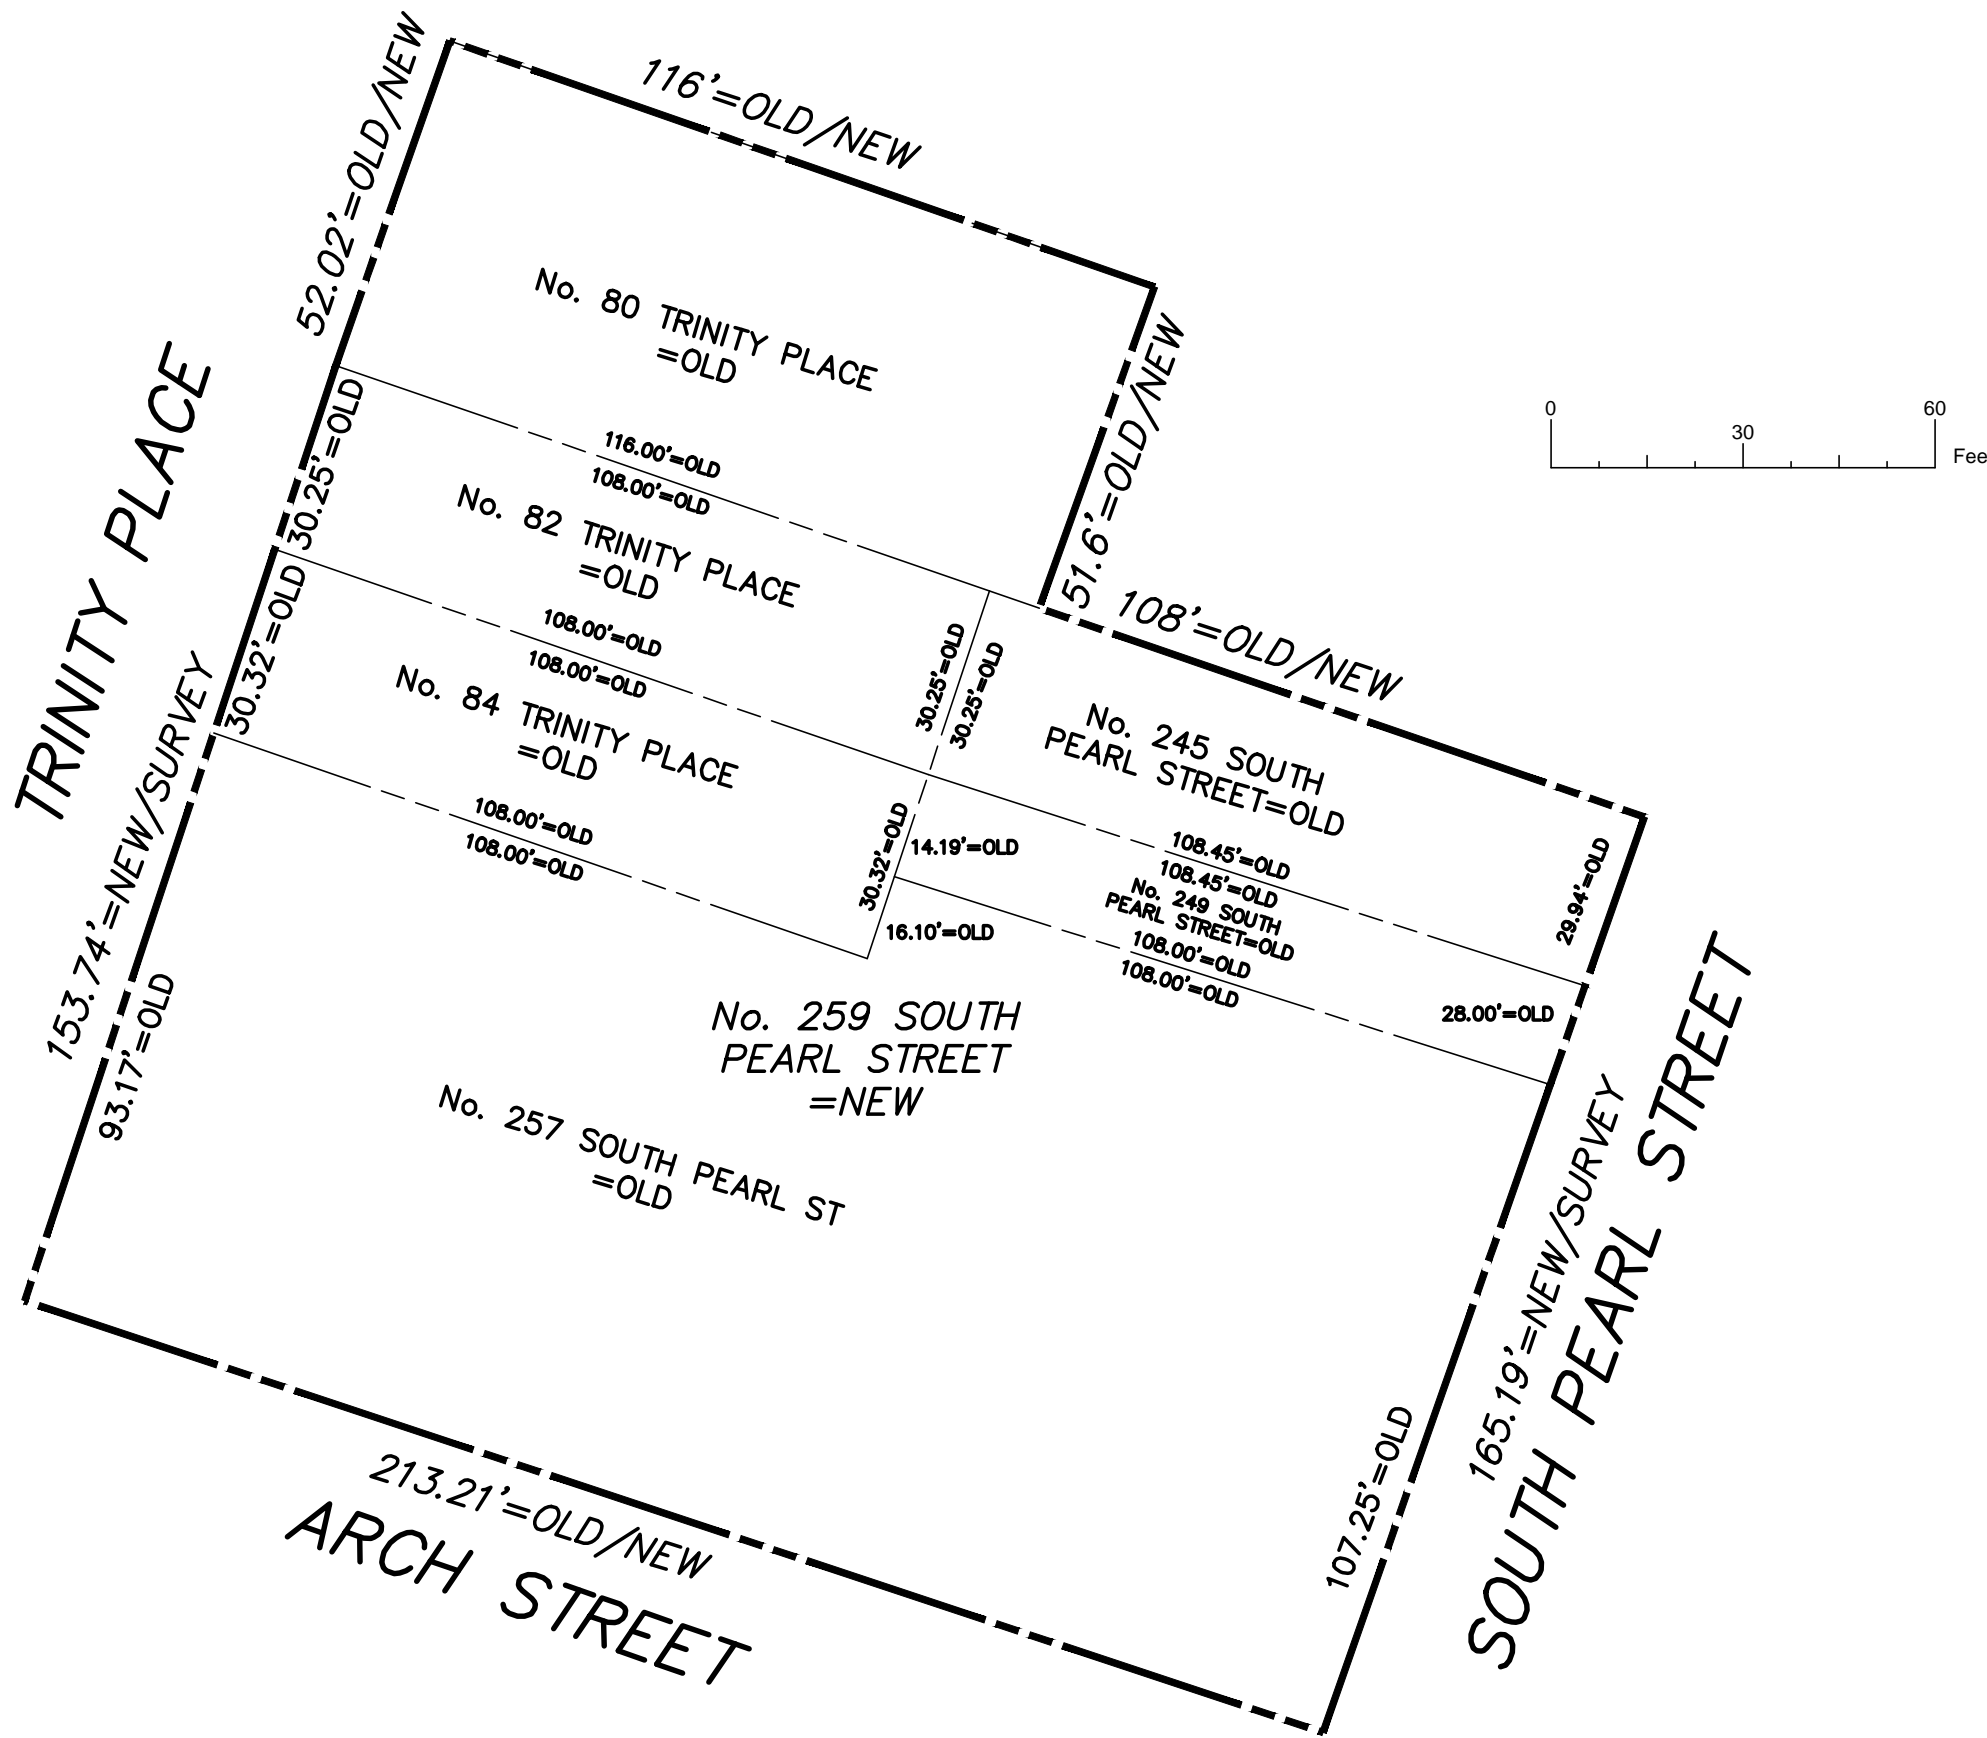 116'=OLD/NEW
52.02'=OLD/NEW
No. 80 TRINITY PLACE
=OLD
51.6'=OLD/NEW
0
30
60
Fee
TRINITY PLACE
30.25'=OLD
116.00'=OLD
108.00'=OLD
No. 82 TRINITY PLACE
=OLD
108'=OLD/NEW
30.32'=OLD
108.00'=OLD
108.00'=OLD
30.25'=OLD
30.25'=OLD
No. 84 TRINITY PLACE
=OLD
No. 245 SOUTH
PEARL STREET=OLD
153.74'=NEW/SURVEY
108.00'=OLD
108.00'=OLD
30.32'=OLD
14.19'=OLD
108.45'=OLD
108.45'=OLD
29.94'=OLD
No. 249 SOUTH
PEARL STREET=OLD
16.10'=OLD
108.00'=OLD
108.00'=OLD
28.00'=OLD
93.17'=OLD
No. 259 SOUTH
PEARL STREET
=NEW
No. 257 SOUTH PEARL ST
=OLD
165.19'=NEW/SURVEY
SOUTH PEARL STREET
107.25'=OLD
213.21'=OLD/NEW
ARCH STREET